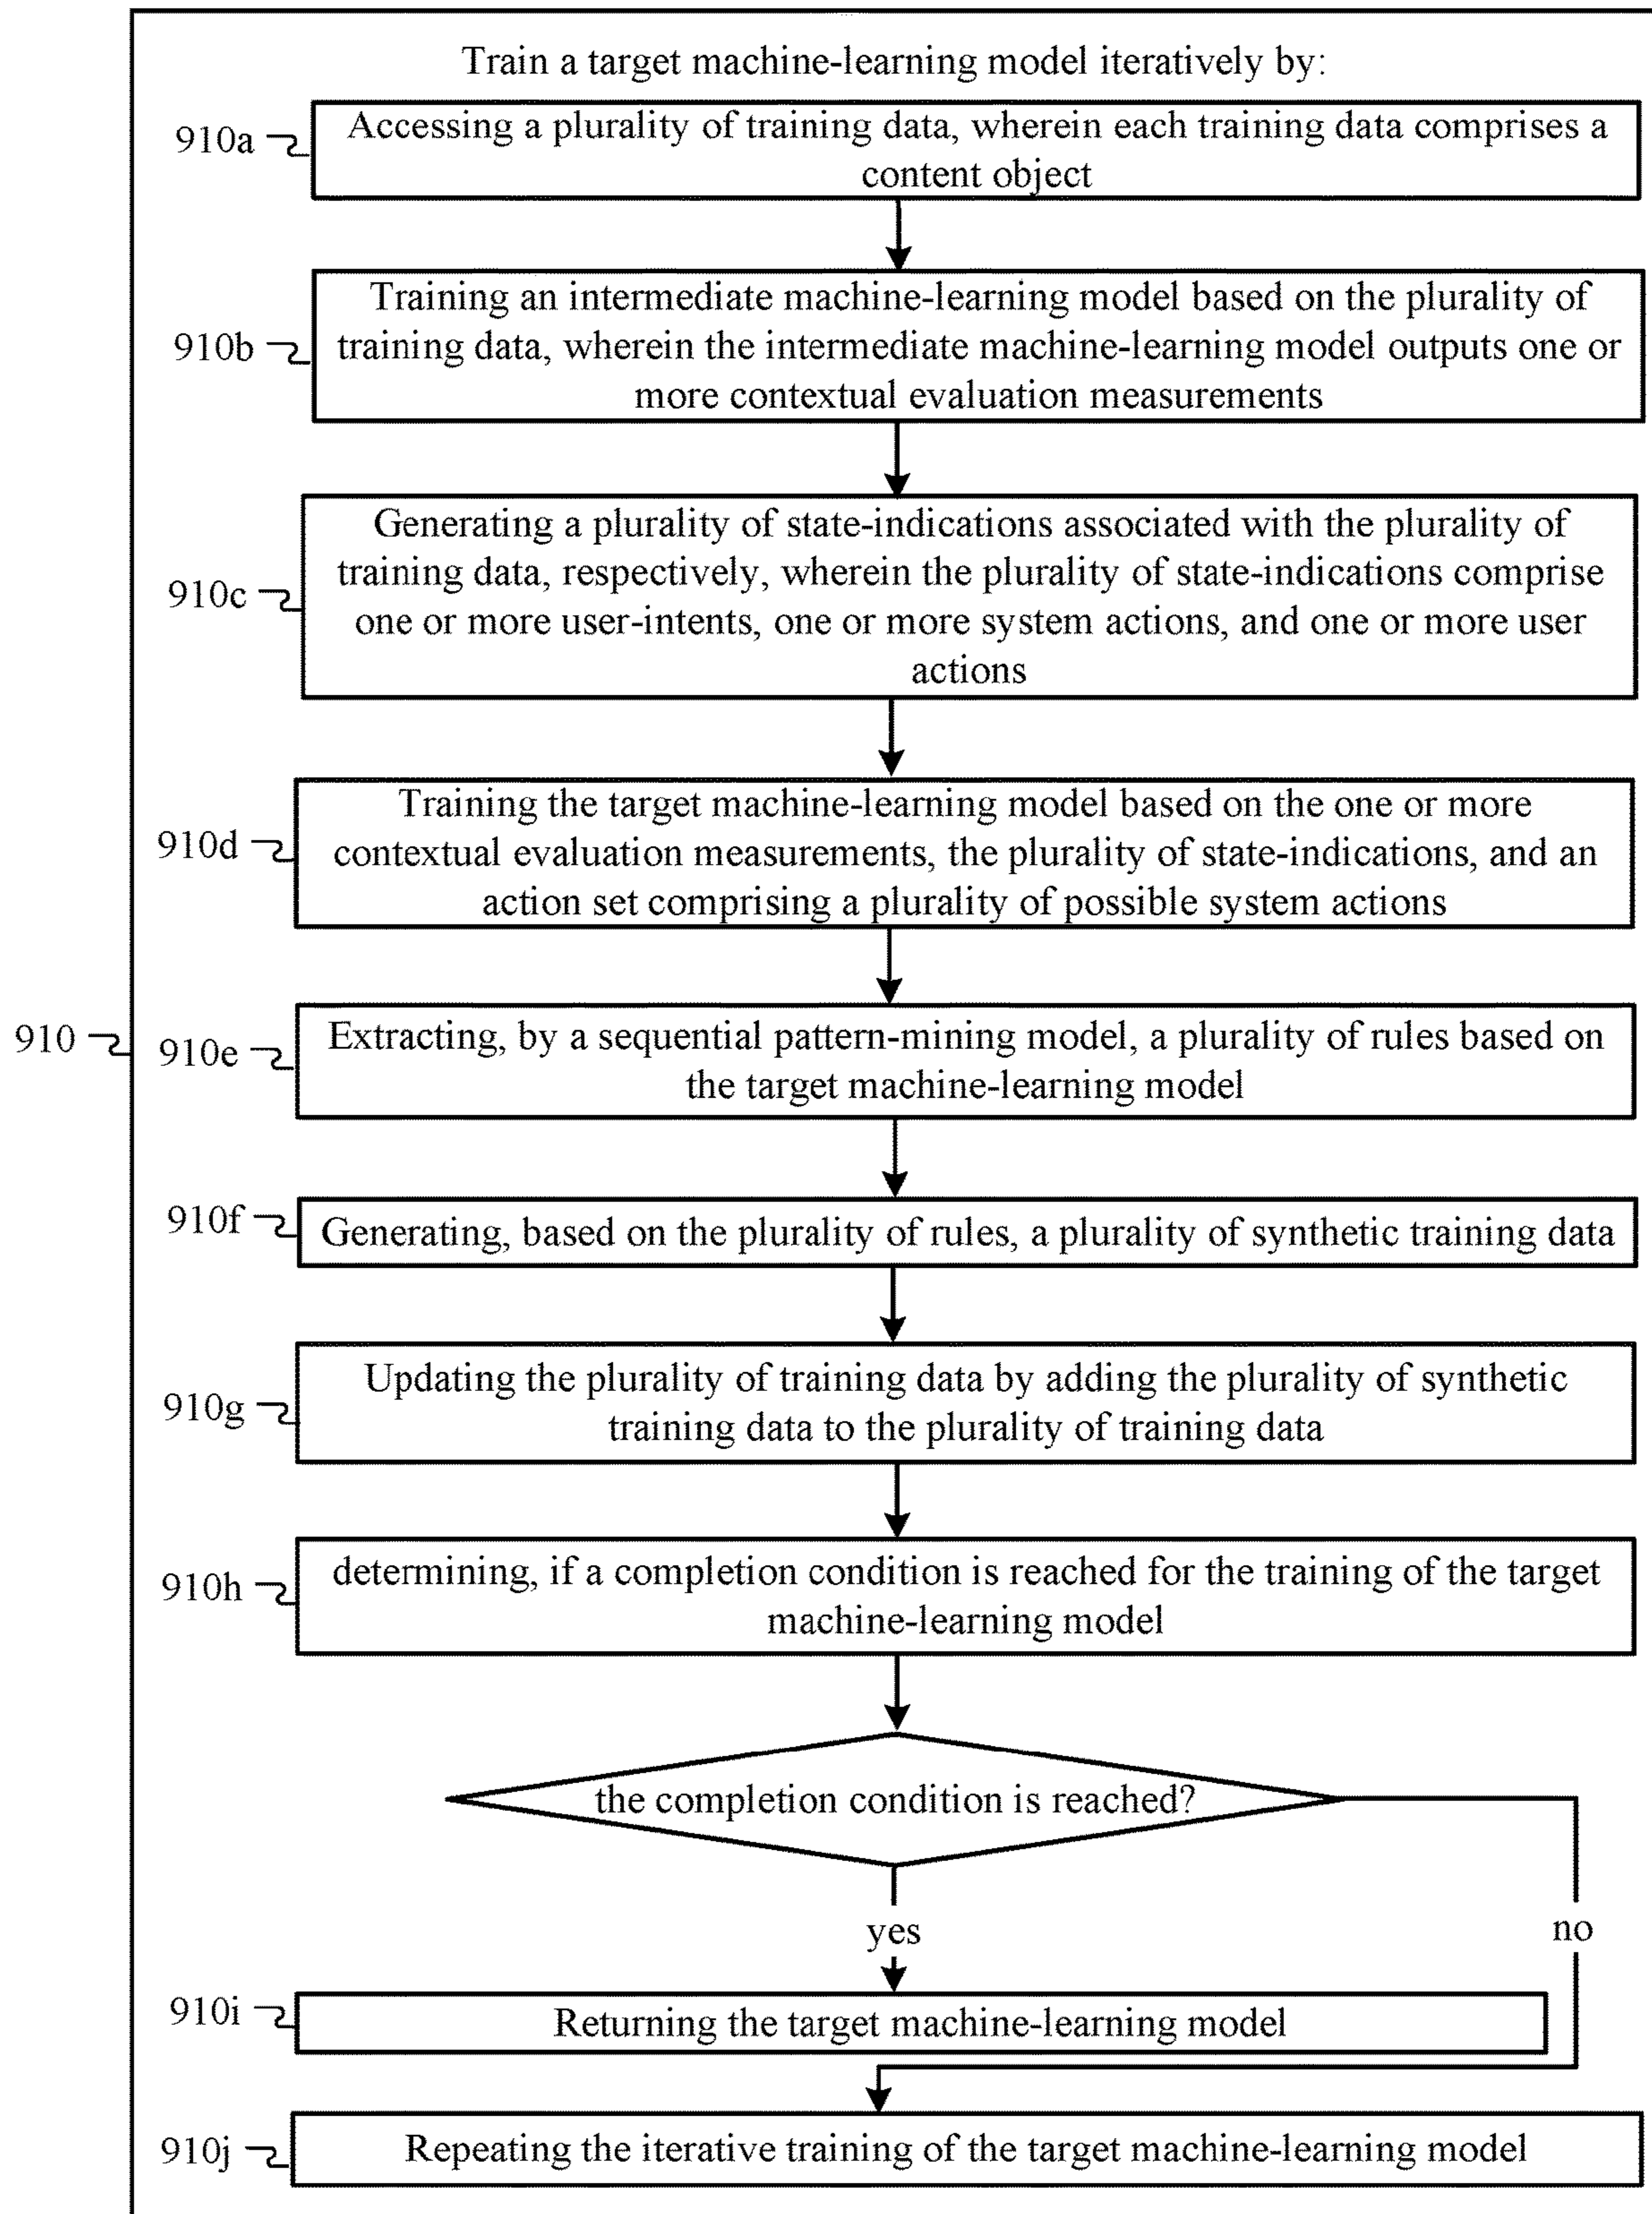 Train a target machine-learning model iteratively by:
910a
Accessing a plurality of training data, wherein each training data comprises a
content object
910b
Training an intermediate machine-learning model based on the plurality of
training data, wherein the intermediate machine-learning model outputs one or
more contextual evaluation measurements
910c
Generating a plurality of state-indications associated with the plurality of
training data, respectively, wherein the plurality of state-indications comprise
one or more user-intents, one or more system actions, and one or more user
actions
910d
Training the target machine-learning model based on the one or more
contextual evaluation measurements, the plurality of state-indications, and an
action set comprising a plurality of possible system actions
910
910e
Extracting, by a sequential pattern-mining model, a plurality of rules based on
the target machine-learning model
910f
Generating, based on the plurality of rules, a plurality of synthetic training data
910g
Updating the plurality of training data by adding the plurality of synthetic
training data to the plurality of training data
910h
determining, if a completion condition is reached for the training of the target
machine-learning model
the completion condition is reached?
yes
no
910i
Returning the target machine-learning model
910j
Repeating the iterative training of the target machine-learning model